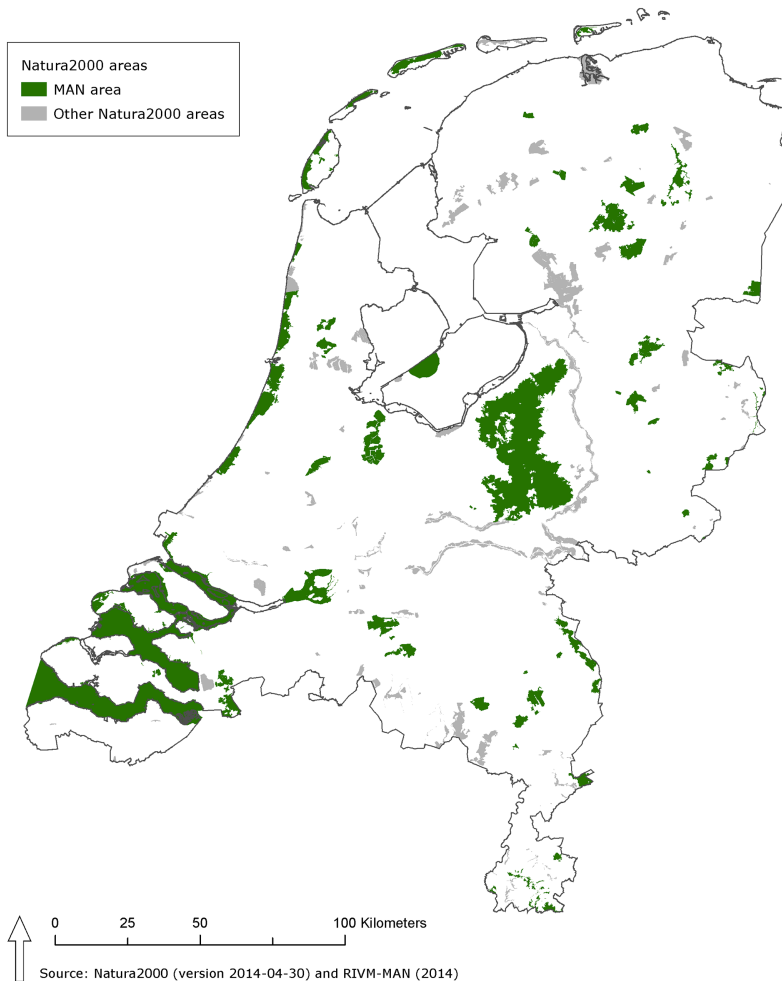 Natura2000 areas
MAN area
Other Natura2000 areas
0 25 50 100 Kilometers
Source: Natura2000 (version 2014-04-30) and RIVM-MAN (2014)